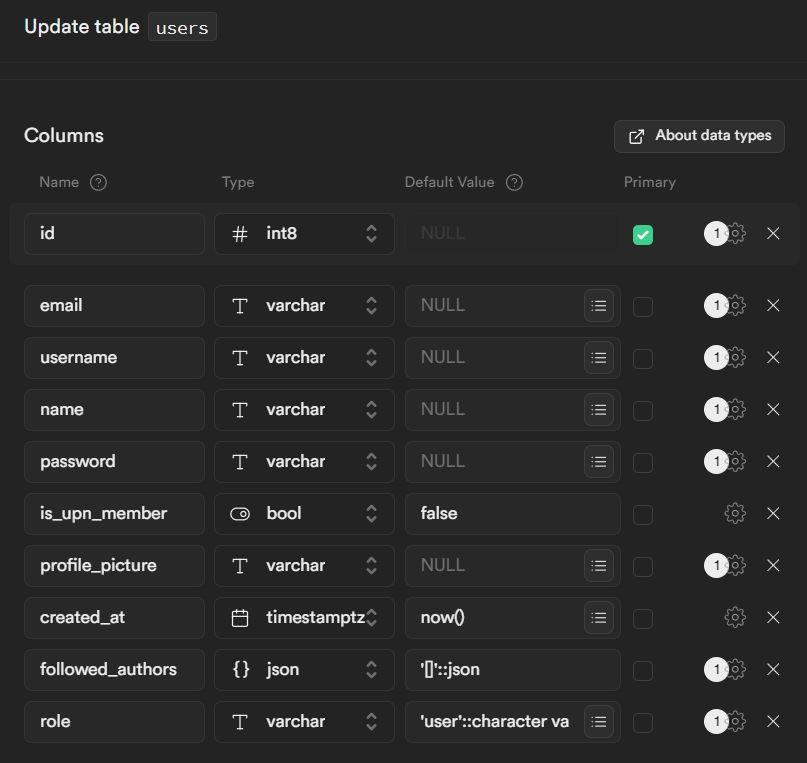 Update table users
Columns
About data types
Name ? Type Default Value ? Primary
id # int8 NULL 1
email T varchar NULL 1
username T varchar NULL 1
name T varchar NULL 1
password T varchar NULL 1
is_upn_member bool false
profile_picture T varchar NULL 1
created_at timestamptz now()
followed_authors {} json '[]'::json 1
role T varchar 'user'::character va 1